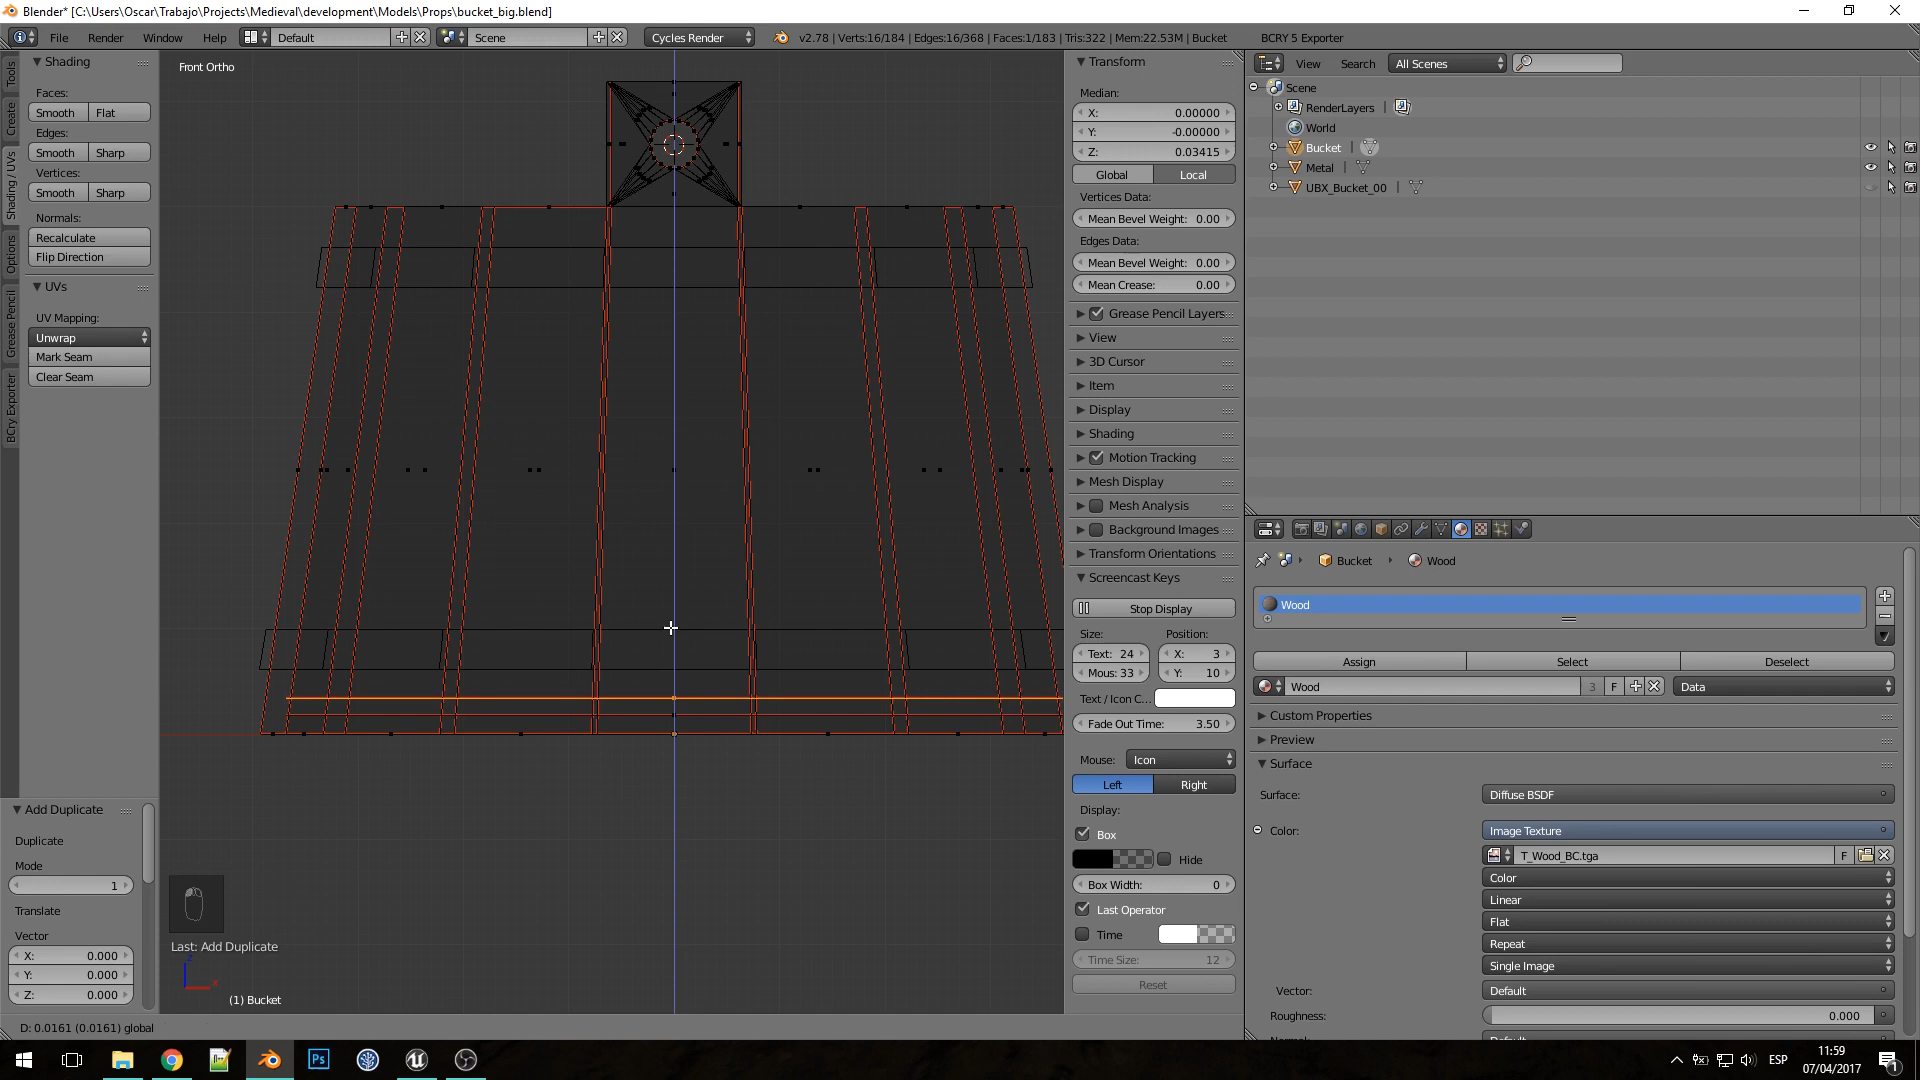 Blender* [C:\Users\Oscar\Trabajo\Projects\Medieval\development\Models\Props\bucket_big.blend]
File Render Window Help Default Scene Cycles Render v2.78 | Verts:16/184 | Edges:16/368 | Faces:1/183 | Tris:322 | Mem:22.53M | Bucket BCRY 5 Exporter
Tools
Create
Shading / UVs
Options
Grease Pencil
BCry Exporter
Shading
Faces:
Smooth Flat
Edges:
Smooth Sharp
Vertices:
Smooth Sharp
Normals:
Recalculate
Flip Direction
UVs
UV Mapping:
Unwrap
Mark Seam
Clear Seam
Add Duplicate
Duplicate
Mode
1
Translate
Vector
X: 0.000
Y: 0.000
Z: 0.000
Front Ortho
Last: Add Duplicate
z
x
(1) Bucket
D: 0.0161 (0.0161) global
Transform
Median:
X: 0.00000
Y: -0.00000
Z: 0.03415
Global Local
Vertices Data:
Mean Bevel Weight: 0.00
Edges Data:
Mean Bevel Weight: 0.00
Mean Crease: 0.00
Grease Pencil Layers
View
3D Cursor
Item
Display
Shading
Motion Tracking
Mesh Display
Mesh Analysis
Background Images
Transform Orientations
Screencast Keys
Stop Display
Size: Position:
Text: 24 X: 3
Mous: 33 Y: 10
Text / Icon C...
Fade Out Time: 3.50
Mouse: Icon
Left Right
Display:
Box
Hide
Box Width: 0
Last Operator
Time
Time Size: 12
Reset
View Search All Scenes
Scene
RenderLayers |
World
Bucket |
Metal |
UBX_Bucket_00 |
Bucket Wood
Wood
Assign Select Deselect
Wood 3 F Data
Custom Properties
Preview
Surface
Surface: Diffuse BSDF
Color: Image Texture
T_Wood_BC.tga F
Color
Linear
Flat
Repeat
Single Image
Vector: Default
Roughness: 0.000
ESP
11:59
07/04/2017
1